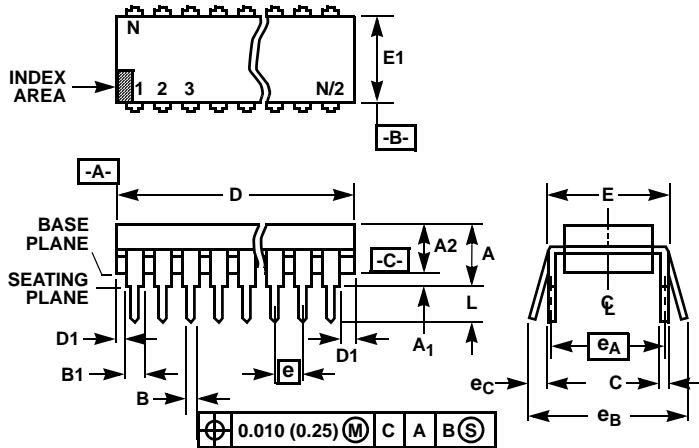 N
E1
INDEX
AREA
1 2 3 N/2
-B-
-A-
D
E
BASE
PLANE
A2
A
-C-
SEATING
PLANE
L
℄
D1
A1
D1
eA
B1
e
eC
C
B
eB
⌖ 0.010 (0.25) Ⓜ C A B Ⓢ